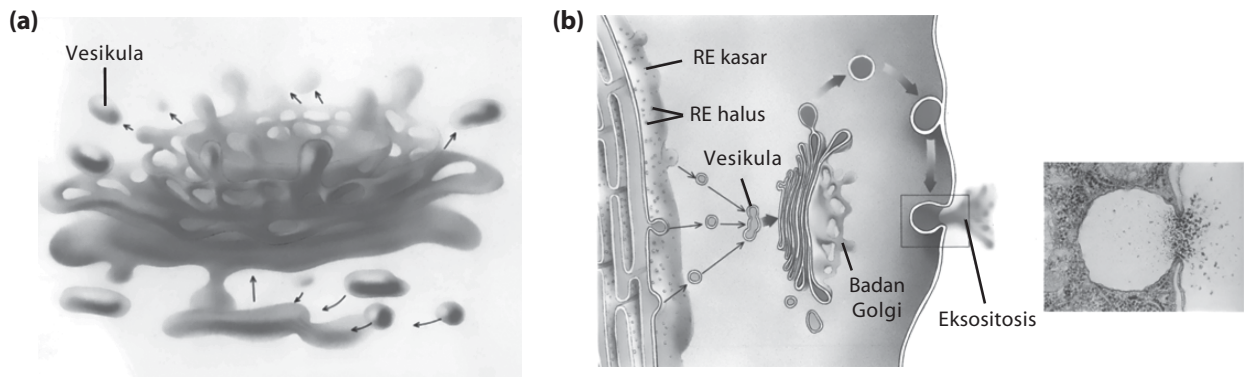 (a)
Vesikula
(b)
RE kasar
RE halus
Vesikula
Badan
Golgi
Eksositosis